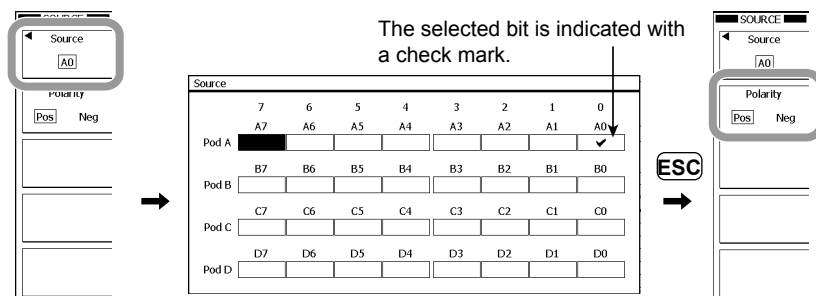 SOURCE
Source
A0
Polarity
Pos Neg
The selected bit is indicated with
a check mark.
Source
7 6 5 4 3 2 1 0
A7 A6 A5 A4 A3 A2 A1 A0
Pod A
B7 B6 B5 B4 B3 B2 B1 B0
Pod B
C7 C6 C5 C4 C3 C2 C1 C0
Pod C
D7 D6 D5 D4 D3 D2 D1 D0
Pod D
ESC
SOURCE
Source
A0
Polarity
Pos Neg